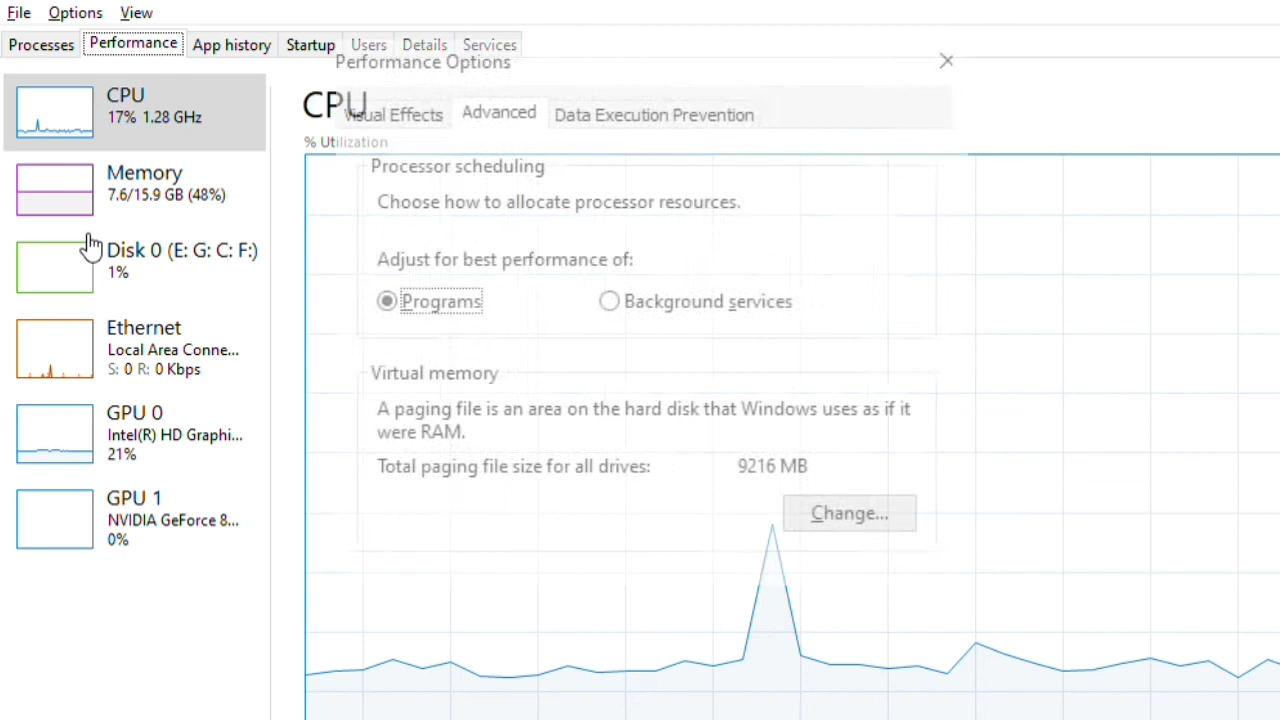 File Options View
Processes Performance App history Startup Users Details Services
CPU
17% 1.28 GHz
Memory
7.6/15.9 GB (48%)
Disk 0 (E: G: C: F:)
1%
Ethernet
Local Area Conne...
S: 0 R: 0 Kbps
GPU 0
Intel(R) HD Graphi...
21%
GPU 1
NVIDIA GeForce 8...
0%
CPU
% Utilization
Performance Options
Visual Effects Advanced Data Execution Prevention
Processor scheduling
Choose how to allocate processor resources.
Adjust for best performance of:
Programs Background services
Virtual memory
A paging file is an area on the hard disk that Windows uses as if it
were RAM.
Total paging file size for all drives: 9216 MB
Change...